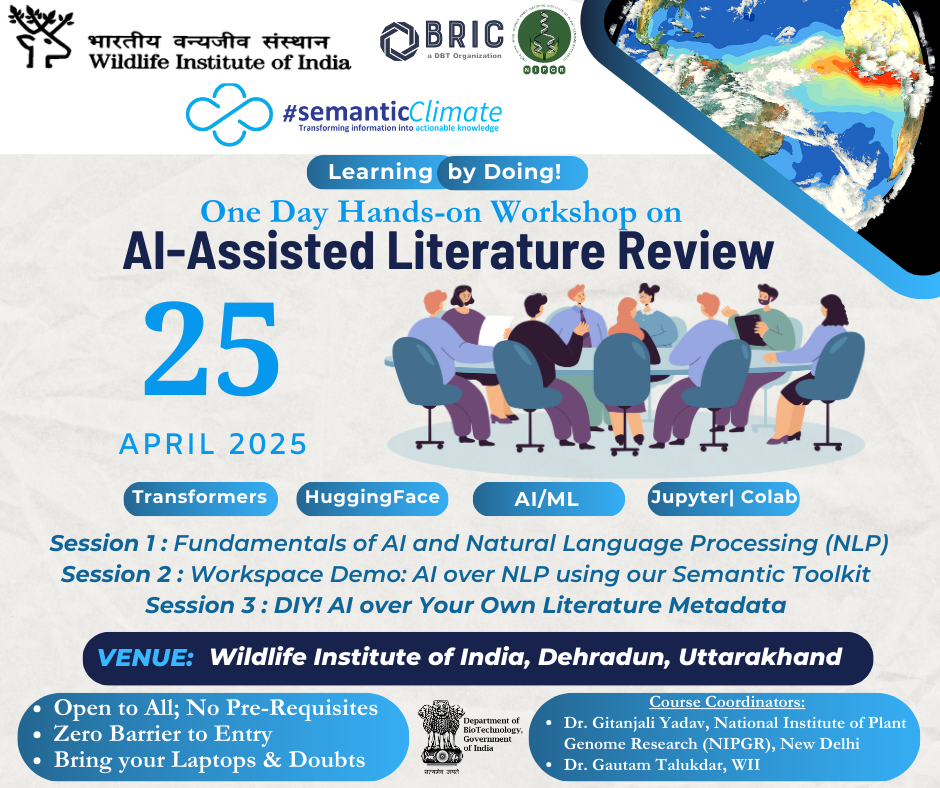 भारतीय वन्यजीव संस्थान
Wildlife Institute of India
BRIC
a DBT Organization
NIPGR
#semanticClimate
Transforming information into actionable knowledge
Learning by Doing!
One Day Hands-on Workshop on
AI-Assisted Literature Review
25
APRIL 2025
Transformers
HuggingFace
AI/ML
Jupyter| Colab
Session 1 : Fundamentals of AI and Natural Language Processing (NLP)
Session 2 : Workspace Demo: AI over NLP using our Semantic Toolkit
Session 3 : DIY! AI over Your Own Literature Metadata
VENUE: Wildlife Institute of India, Dehradun, Uttarakhand
• Open to All; No Pre-Requisites
• Zero Barrier to Entry
• Bring your Laptops & Doubts
सत्यमेव जयते
Department of
BioTechnology,
Government
of India
Course Coordinators:
• Dr. Gitanjali Yadav, National Institute of Plant
Genome Research (NIPGR), New Delhi
• Dr. Gautam Talukdar, WII